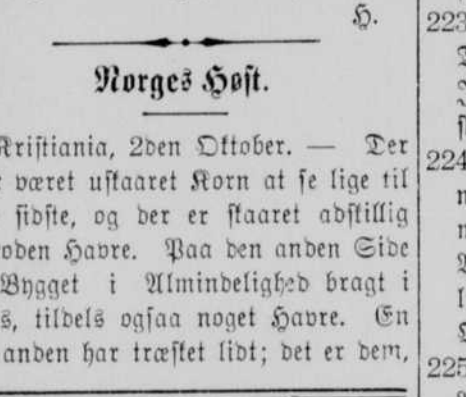 H.
223
Norges Høst.
Kristiania, 2den Oktober. — Der
været uskaaret Korn at se lige til
224
sidste, og der er skaaret adskillig
oden Havre. Paa den anden Side
Bygget i Almindelighed bragt i
s, tildels ogsaa noget Havre. En
anden har træsket lidt; det er dem,
225